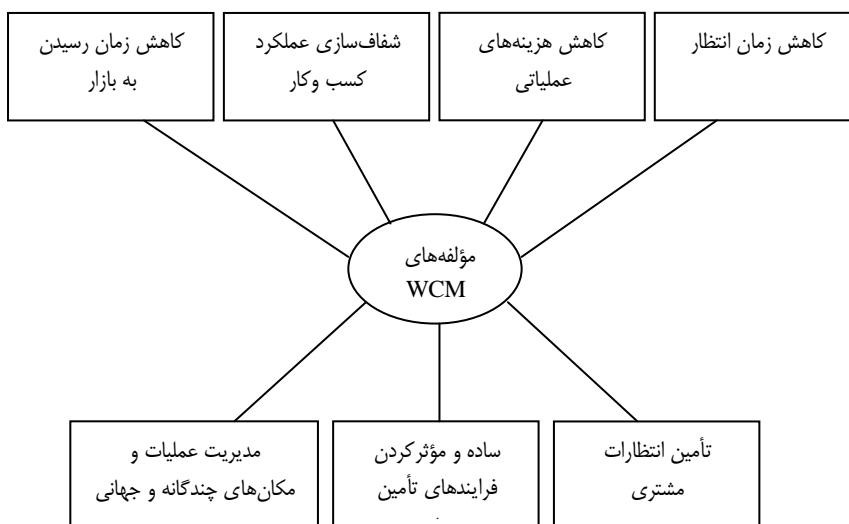 کاهش زمان انتظار
کاهش هزینه‌های
عملیاتی
شفاف‌سازی عملکرد
کسب وکار
کاهش زمان رسیدن
به بازار
مؤلفه‌های
WCM
تأمین انتظارات
مشتری
ساده و مؤثرکردن
فرایندهای تأمین
مدیریت عملیات و
مکان‌های چندگانه و جهانی